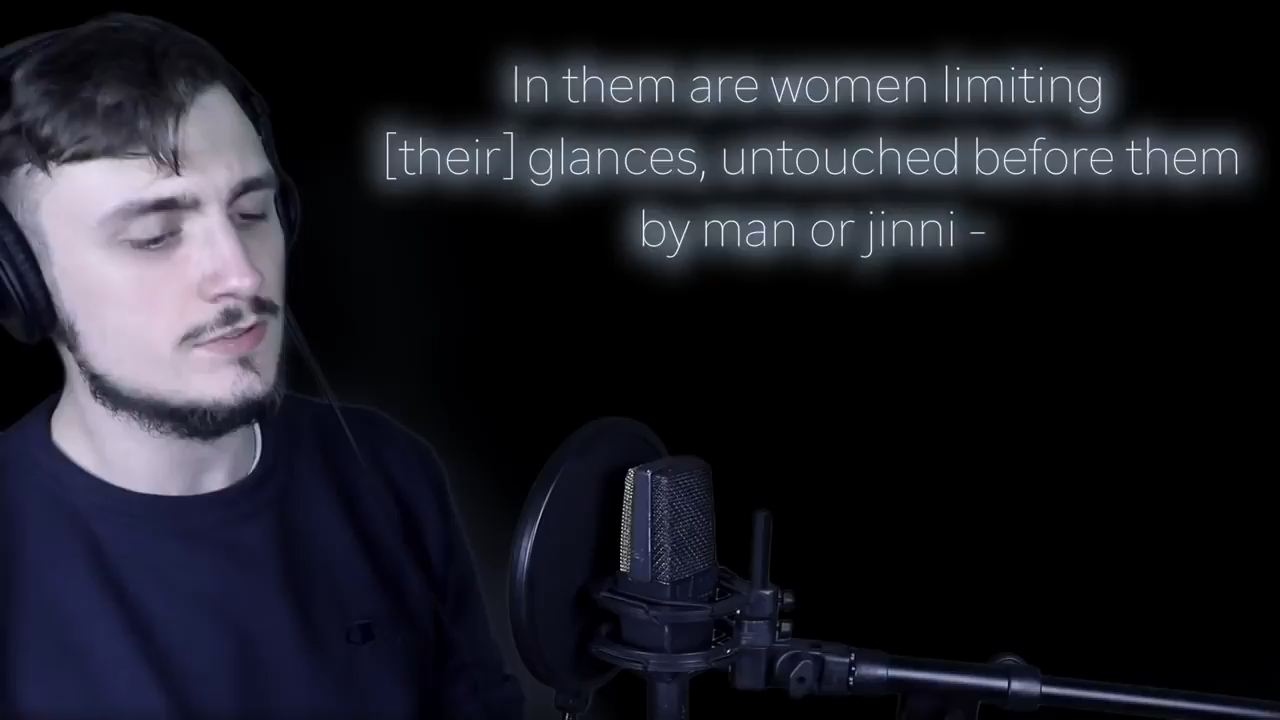 In them are women limiting
[their] glances, untouched before them
by man or jinni -